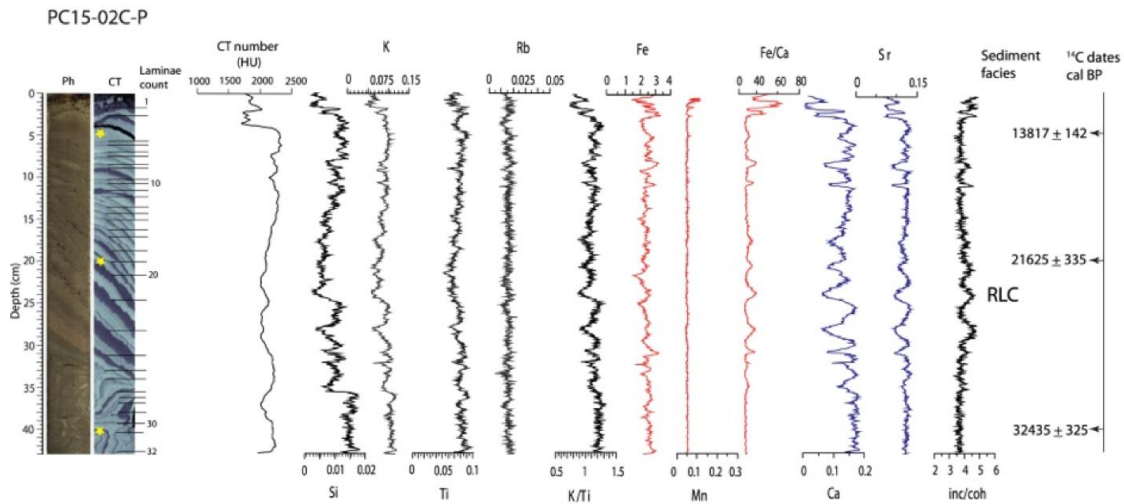 PC15-02C-P
CT number
(HU)
K
Rb
Fe
Fe/Ca
Sr
Sediment
facies
¹⁴C dates
cal BP
Ph
CT
Laminae
count
1000 1500 2000 2500
0 0.075 0.15
0 0.025 0.05
0 1 2 3 4
20 40 60 80
0 0.15
Depth (cm)
0
5
10
15
20
25
30
35
40
1
10
20
30
32
13817 ± 142
21625 ± 335
RLC
32435 ± 325
0 0.01 0.02
0 0.05 0.1
0.5 1 1.5
0 0.1 0.2 0.3
0 0.1 0.2
2 3 4 5 6
Si
Ti
K/Ti
Mn
Ca
inc/coh